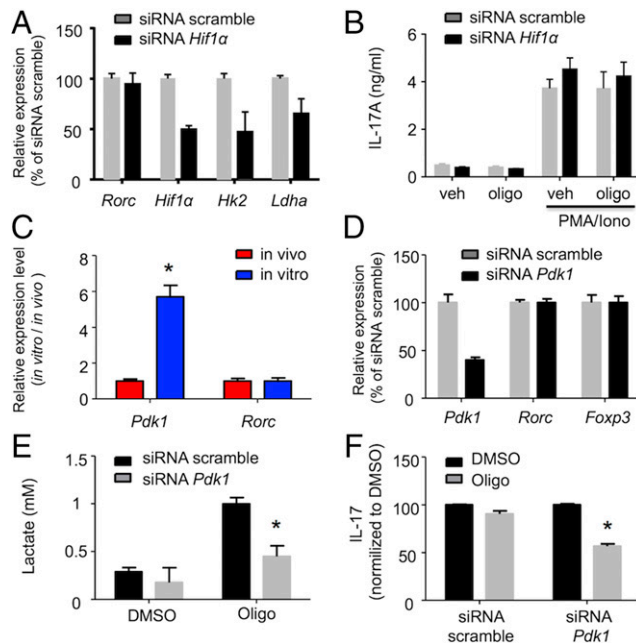 A
siRNA scramble
siRNA Hif1α
Relative expression
(% of siRNA scramble)
150
100
50
0
Rorc Hif1α Hk2 Ldha
B
siRNA scramble
siRNA Hif1α
IL-17A (ng/ml)
6
4
2
0
veh oligo veh oligo
PMA/Iono
C
in vivo
in vitro
Relative expression level
(in vitro / in vivo)
8
6
4
2
0
*
Pdk1 Rorc
D
siRNA scramble
siRNA Pdk1
Relative expression
(% of siRNA scramble)
150
100
50
0
Pdk1 Rorc Foxp3
E
siRNA scramble
siRNA Pdk1
Lactate (mM)
1.5
1
0.5
0
*
DMSO Oligo
F
DMSO
Oligo
IL-17
(normilized to DMSO)
150
100
50
0
*
siRNA siRNA
scramble Pdk1